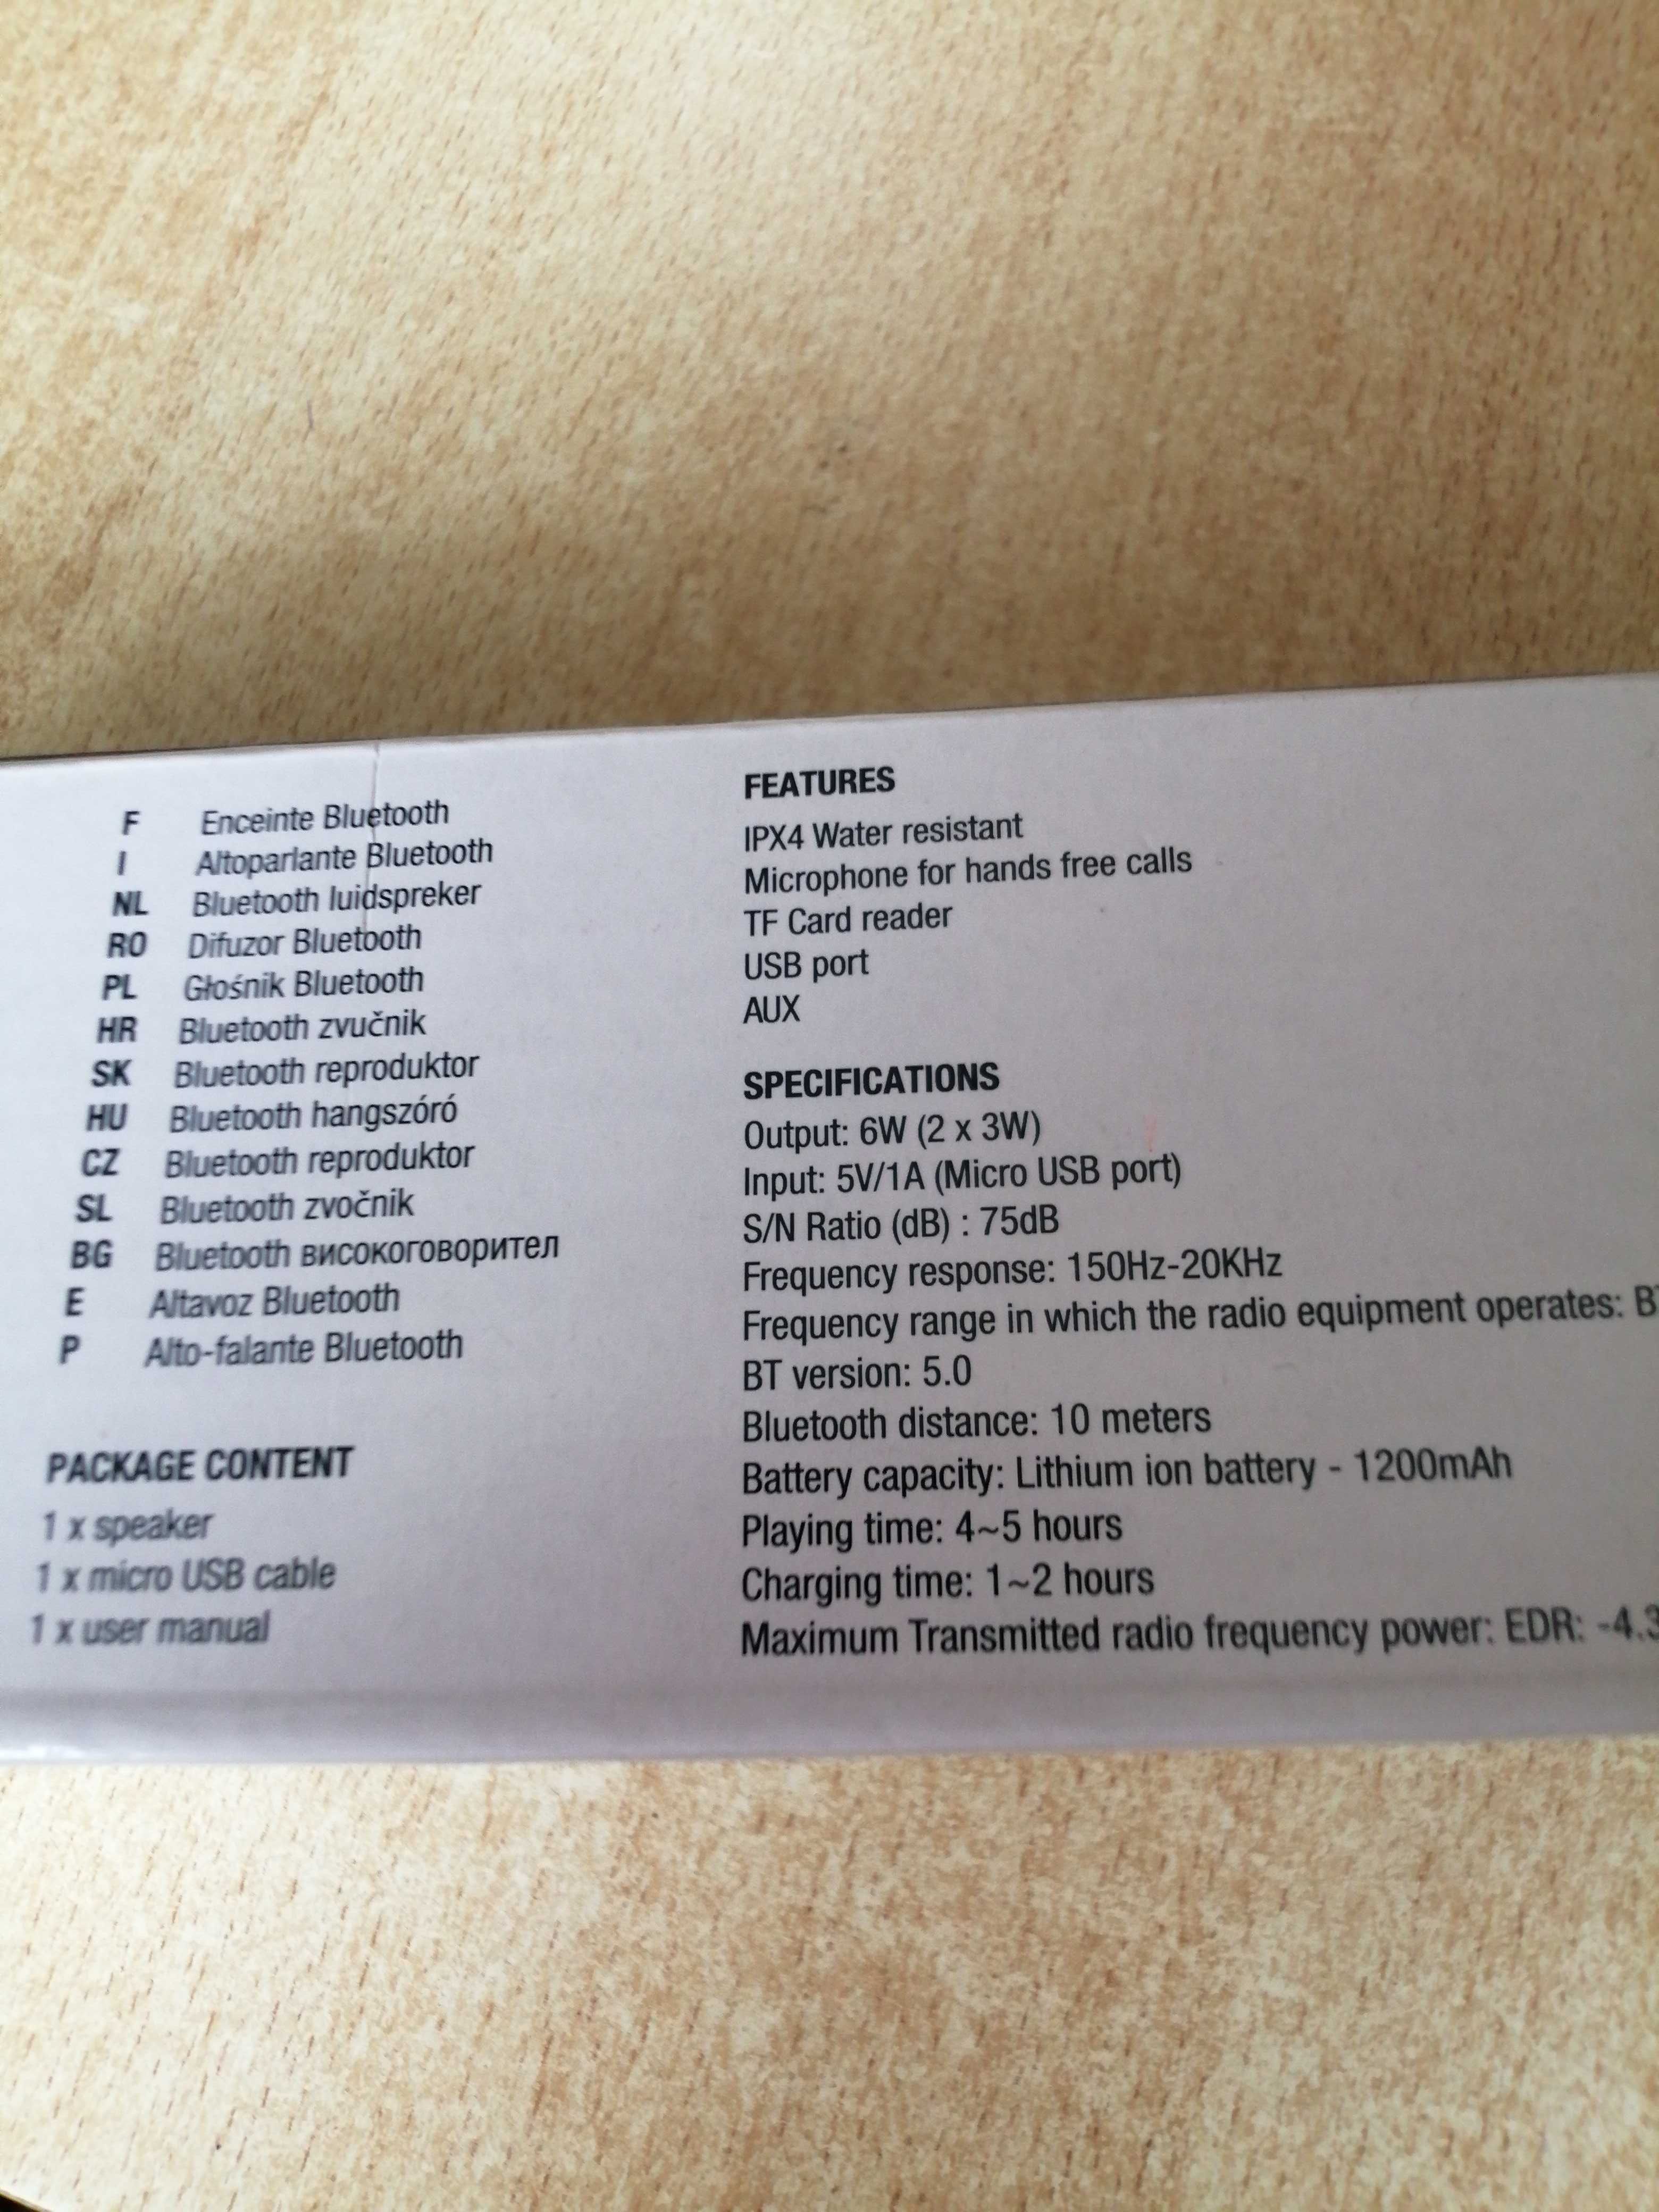 F Enceinte Bluetooth
I Altoparlante Bluetooth
NL Bluetooth luidspreker
RO Difuzor Bluetooth
PL Głośnik Bluetooth
HR Bluetooth zvučnik
SK Bluetooth reproduktor
HU Bluetooth hangszóró
CZ Bluetooth reproduktor
SL Bluetooth zvočnik
BG Bluetooth високоговорител
E Altavoz Bluetooth
P Alto-falante Bluetooth
PACKAGE CONTENT
1 x speaker
1 x micro USB cable
1 x user manual
FEATURES
IPX4 Water resistant
Microphone for hands free calls
TF Card reader
USB port
AUX
SPECIFICATIONS
Output: 6W (2 x 3W)
Input: 5V/1A (Micro USB port)
S/N Ratio (dB) : 75dB
Frequency response: 150Hz-20KHz
Frequency range in which the radio equipment operates:
BT version: 5.0
Bluetooth distance: 10 meters
Battery capacity: Lithium ion battery - 1200mAh
Playing time: 4~5 hours
Charging time: 1~2 hours
Maximum Transmitted radio frequency power: EDR: -4.3